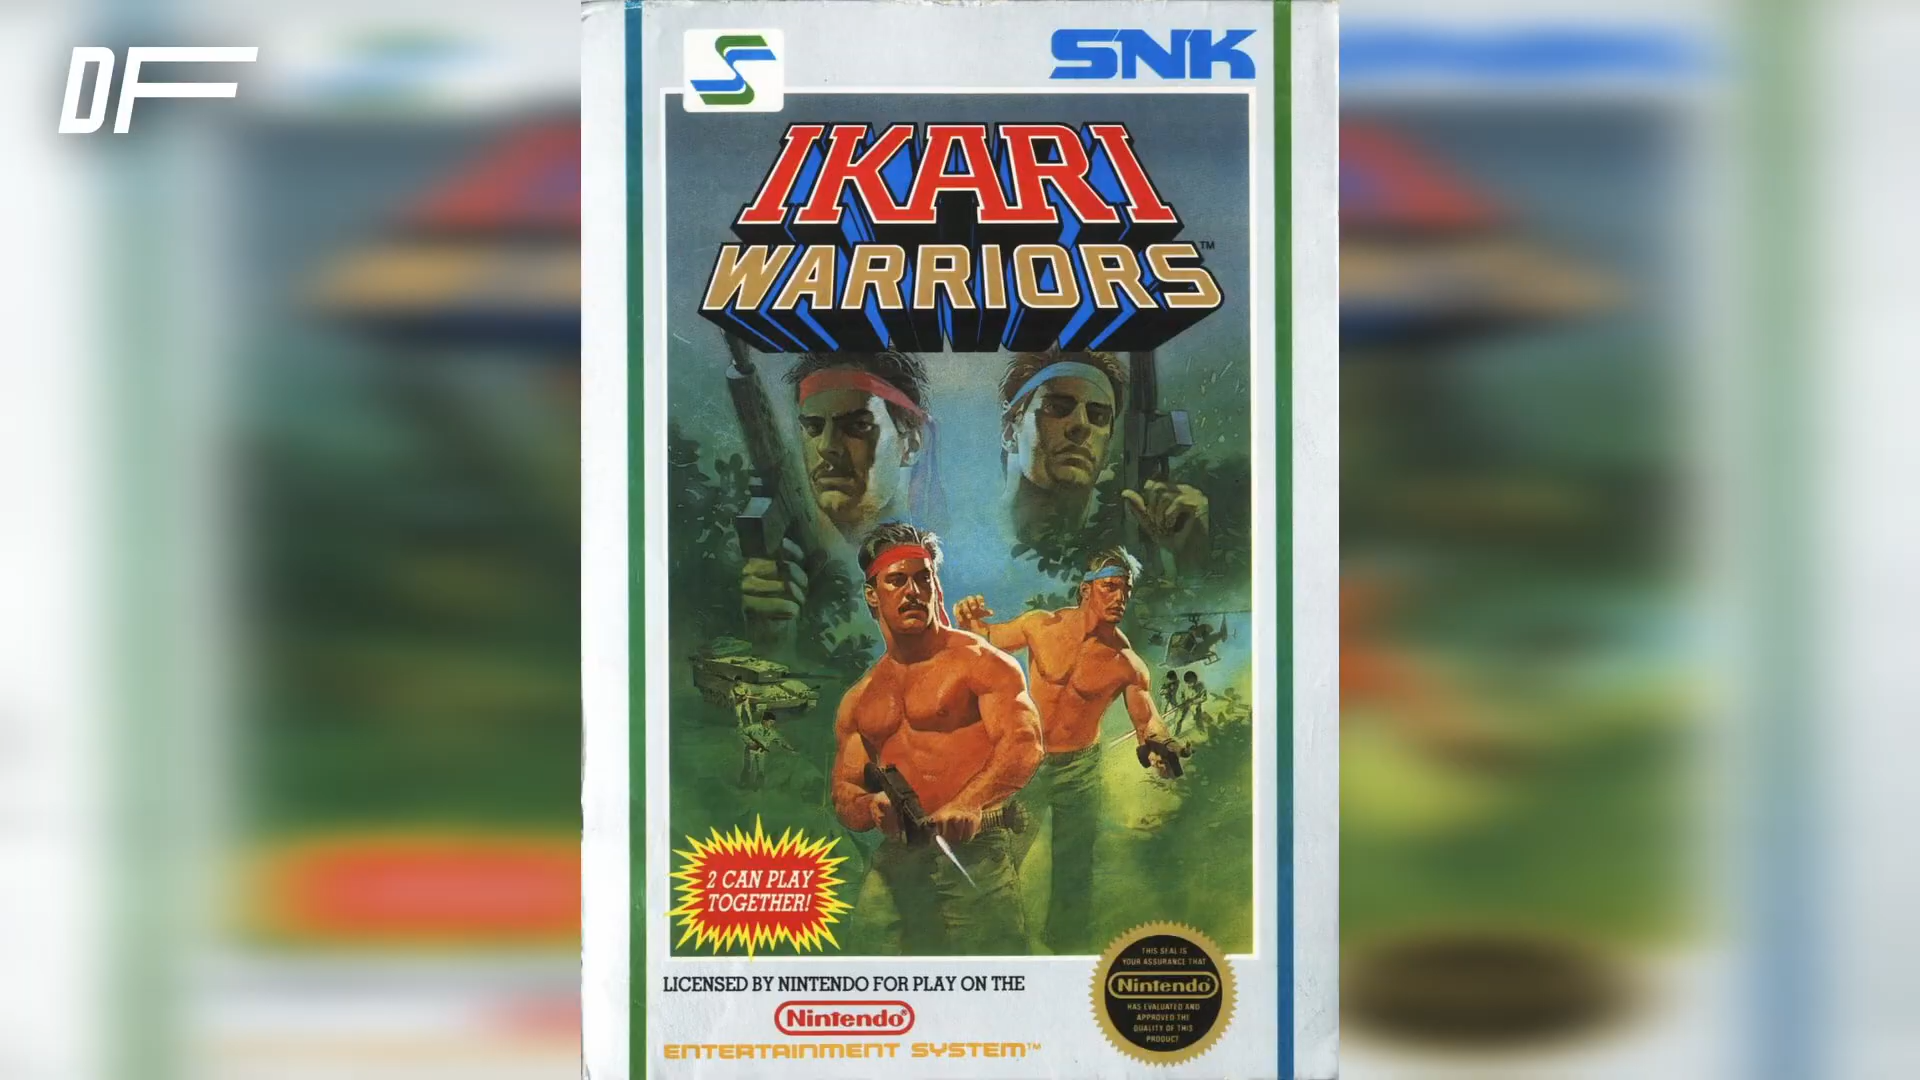 DF
SNK
IKARI
WARRIORS™
2 CAN PLAY
TOGETHER!
LICENSED BY NINTENDO FOR PLAY ON THE
Nintendo®
ENTERTAINMENT SYSTEM™
THIS SEAL IS
YOUR ASSURANCE THAT
Nintendo®
HAS EVALUATED AND
APPROVED THE
QUALITY OF THIS
PRODUCT